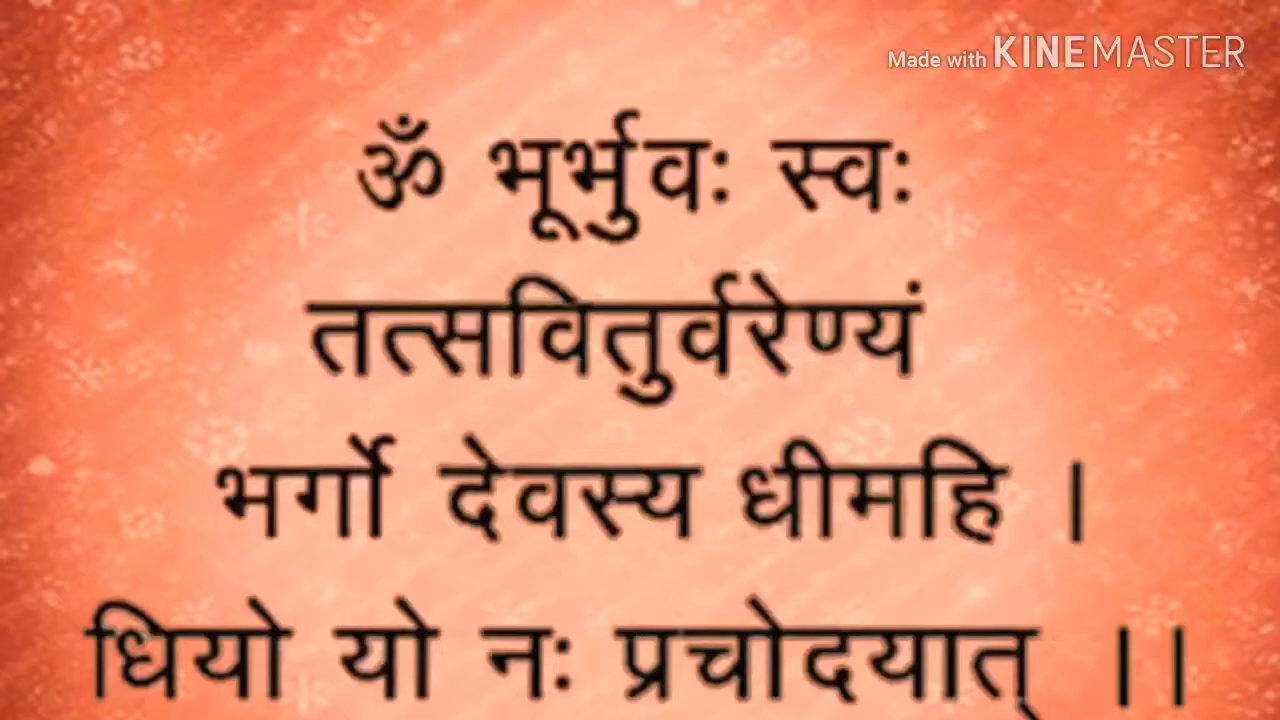 Made with KINEMASTER
ॐ भूर्भुवः स्वः
तत्सवितुर्वरेण्यं
भर्गो देवस्य धीमहि ।
धियो यो नः प्रचोदयात् ।।